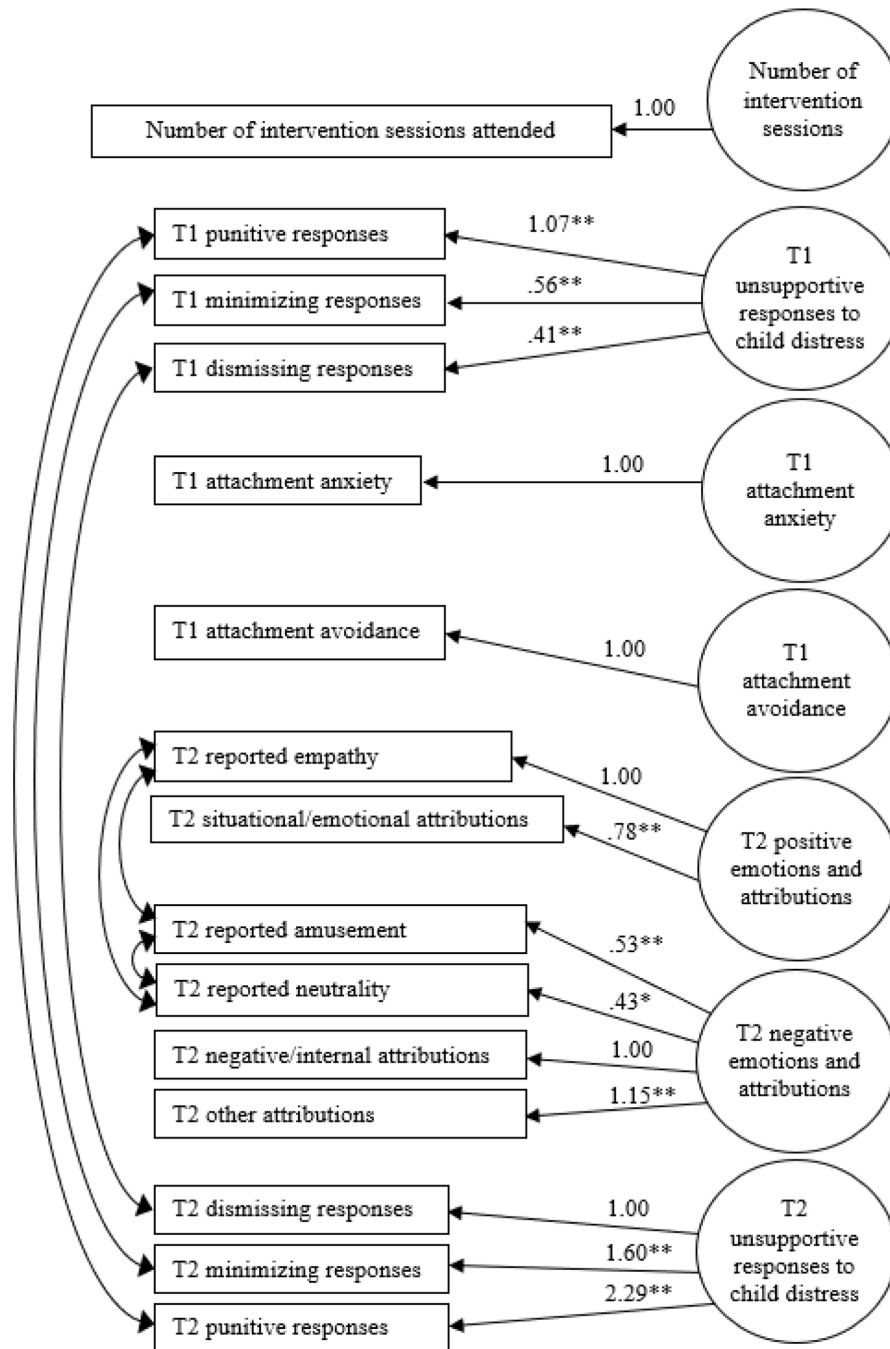 Number of
intervention
sessions
1.00
Number of intervention sessions attended
T1 punitive responses
1.07**
T1 minimizing responses
.56**
T1 dismissing responses
.41**
T1
unsupportive
responses to
child distress
T1 attachment anxiety
1.00
T1
attachment
anxiety
T1 attachment avoidance
1.00
T1
attachment
avoidance
T2 reported empathy
1.00
T2 situational/emotional attributions
.78**
T2 positive
emotions and
attributions
T2 reported amusement
.53**
T2 reported neutrality
.43*
T2 negative/internal attributions
1.00
T2 other attributions
1.15**
T2 negative
emotions and
attributions
T2 dismissing responses
1.00
T2 minimizing responses
1.60**
T2 punitive responses
2.29**
T2
unsupportive
responses to
child distress